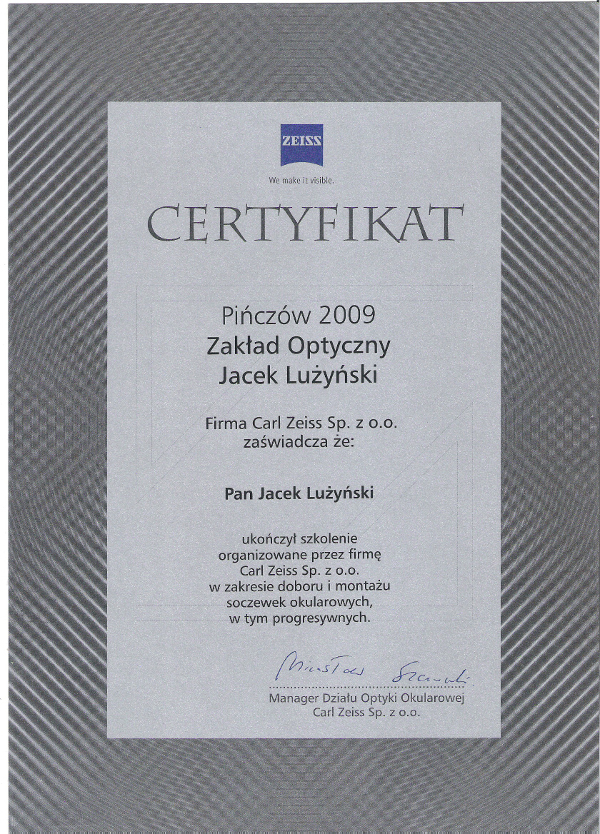 ZEISS
We make it visible.
CERTYFIKAT
Pińczów 2009
Zakład Optyczny
Jacek Lużyński
Firma Carl Zeiss Sp. z o.o.
zaświadcza że:
Pan Jacek Lużyński
ukończył szkolenie
organizowane przez firmę
Carl Zeiss Sp. z o.o.
w zakresie doboru i montażu
soczewek okularowych,
w tym progresywnych.
Manager Działu Optyki Okularowej
Carl Zeiss Sp. z o.o.